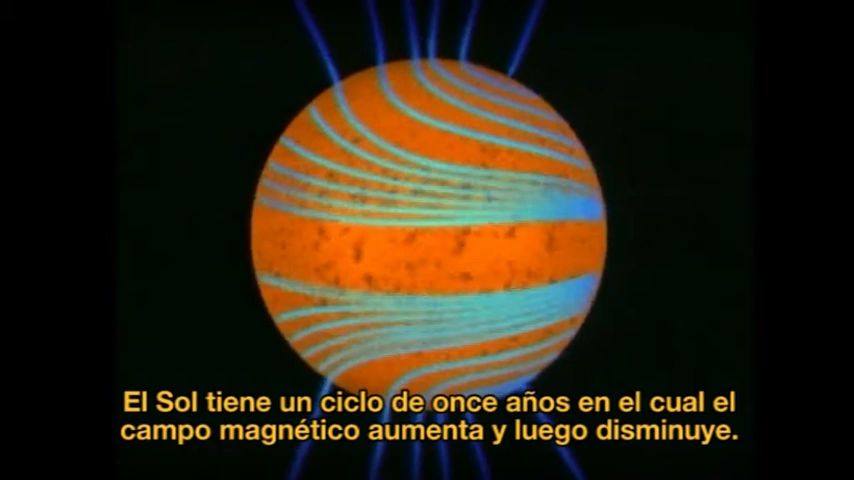 El Sol tiene un ciclo de once años en el cual el
campo magnético aumenta y luego disminuye.